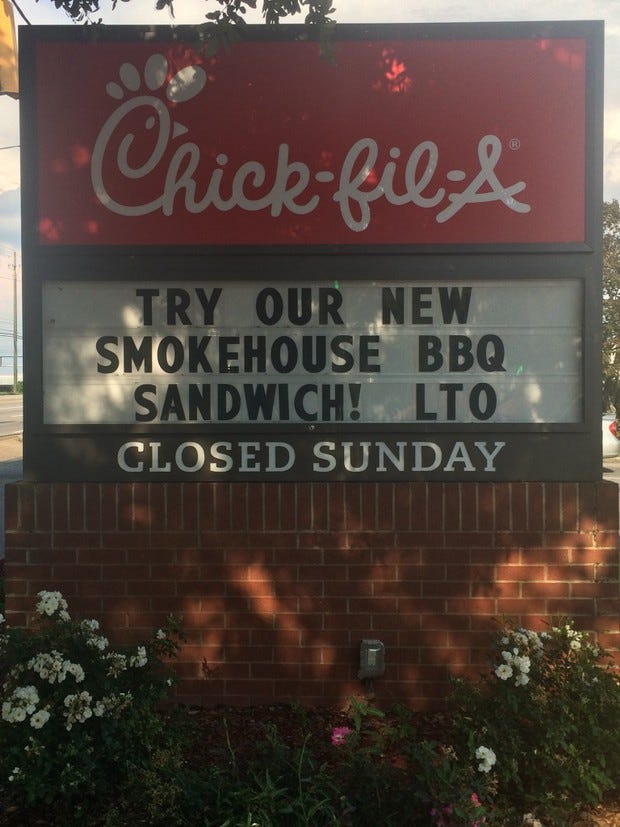 Chick-fil-A®
TRY OUR NEW
SMOKEHOUSE BBQ
SANDWICH! LTO
CLOSED SUNDAY